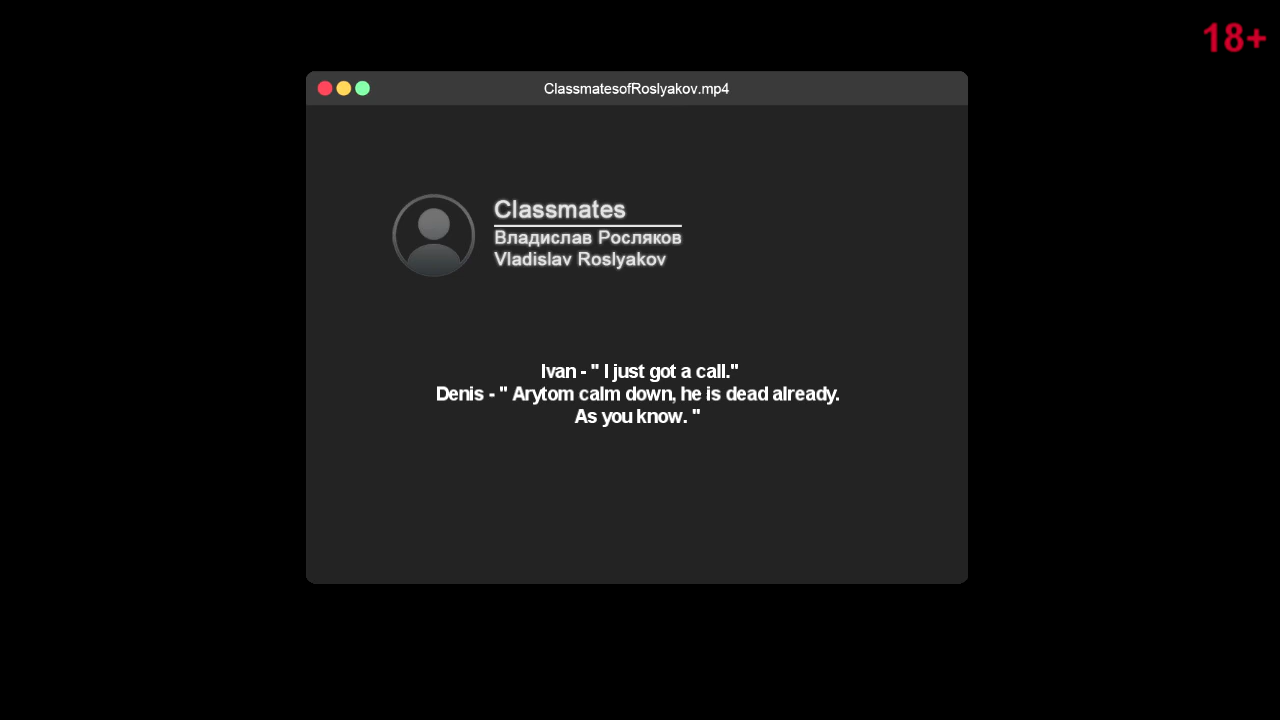 18+
ClassmatesofRoslyakov.mp4
Classmates
Владислав Росляков
Vladislav Roslyakov
Ivan - " I just got a call."
Denis - " Arytom calm down, he is dead already.
As you know. "